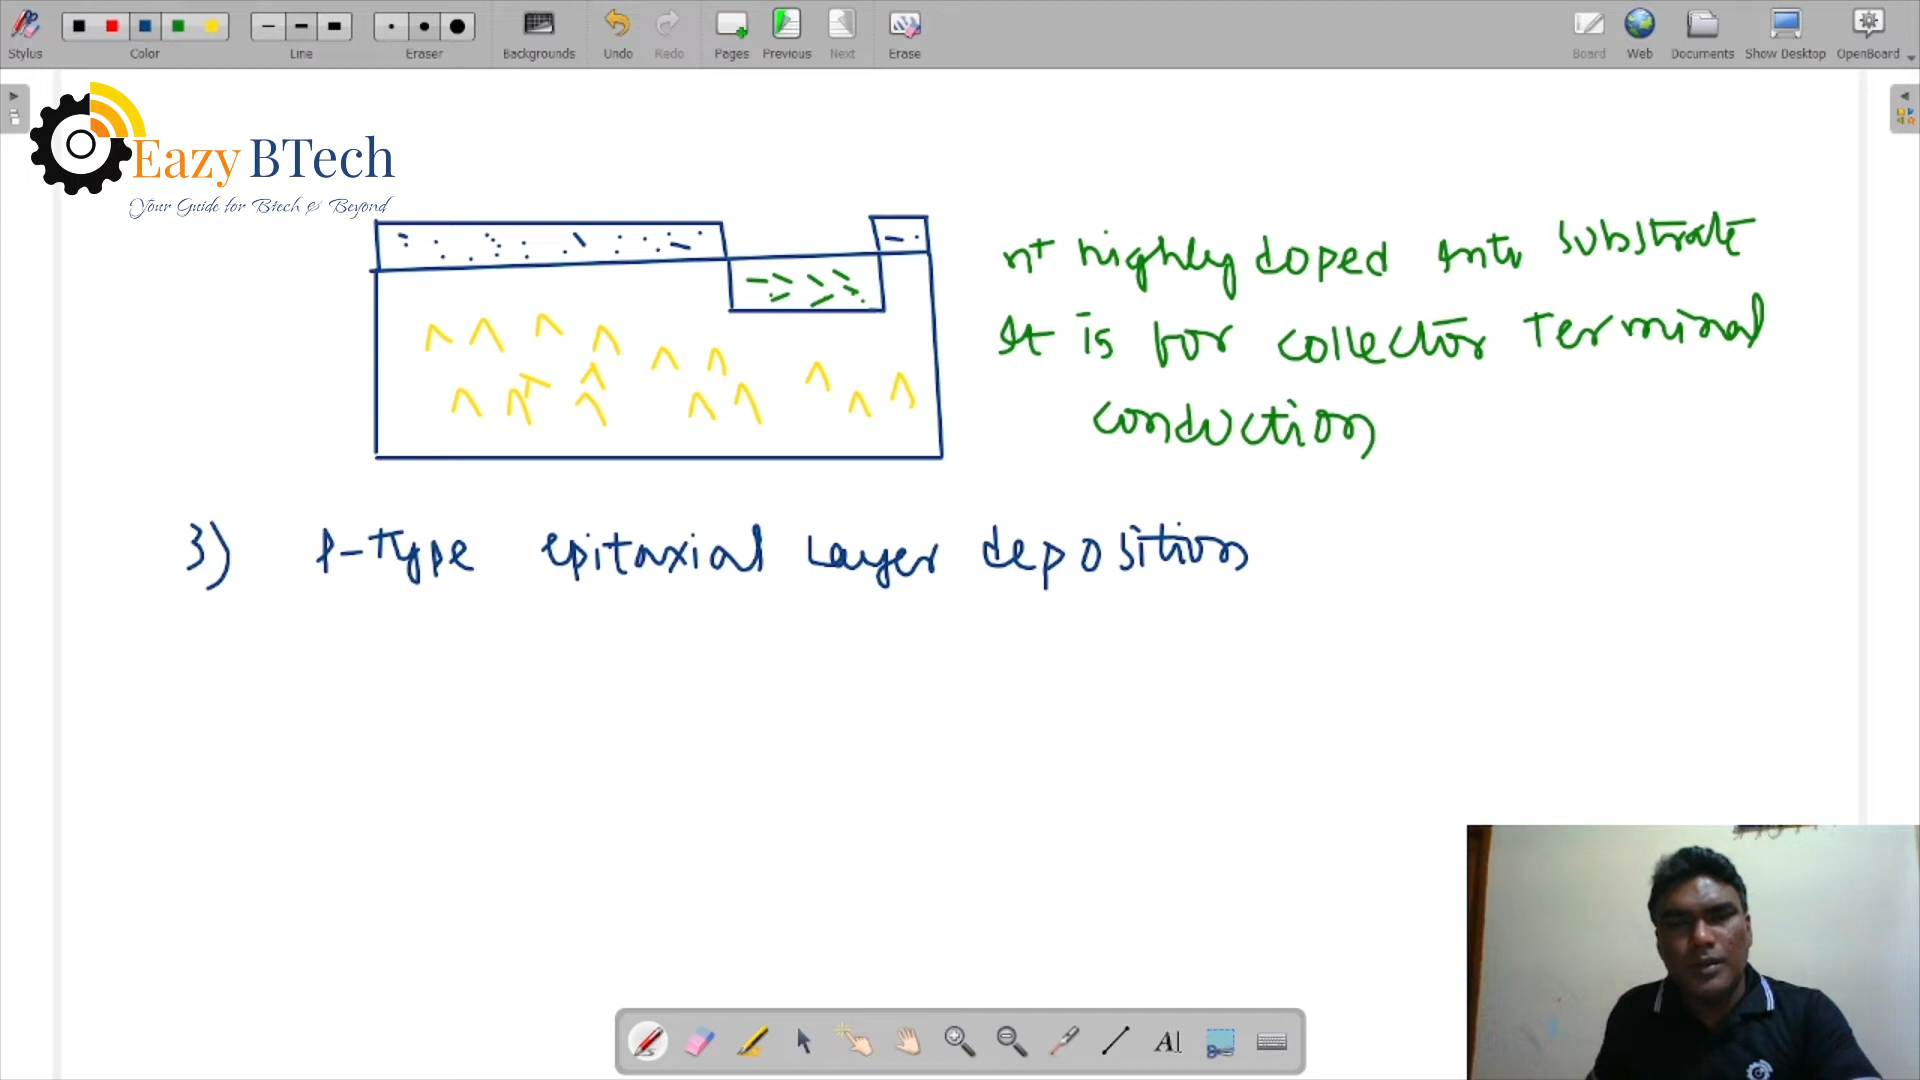 Stylus
Color
Line
Eraser
Backgrounds
Undo
Redo
Pages
Previous
Next
Erase
Board
Web
Documents
Show Desktop
OpenBoard
Eazy BTech
Your Guide for Btech & Beyond
n+ highly doped into substrate
It is for collector terminal
conduction
3) P-Type epitaxial Layer deposition